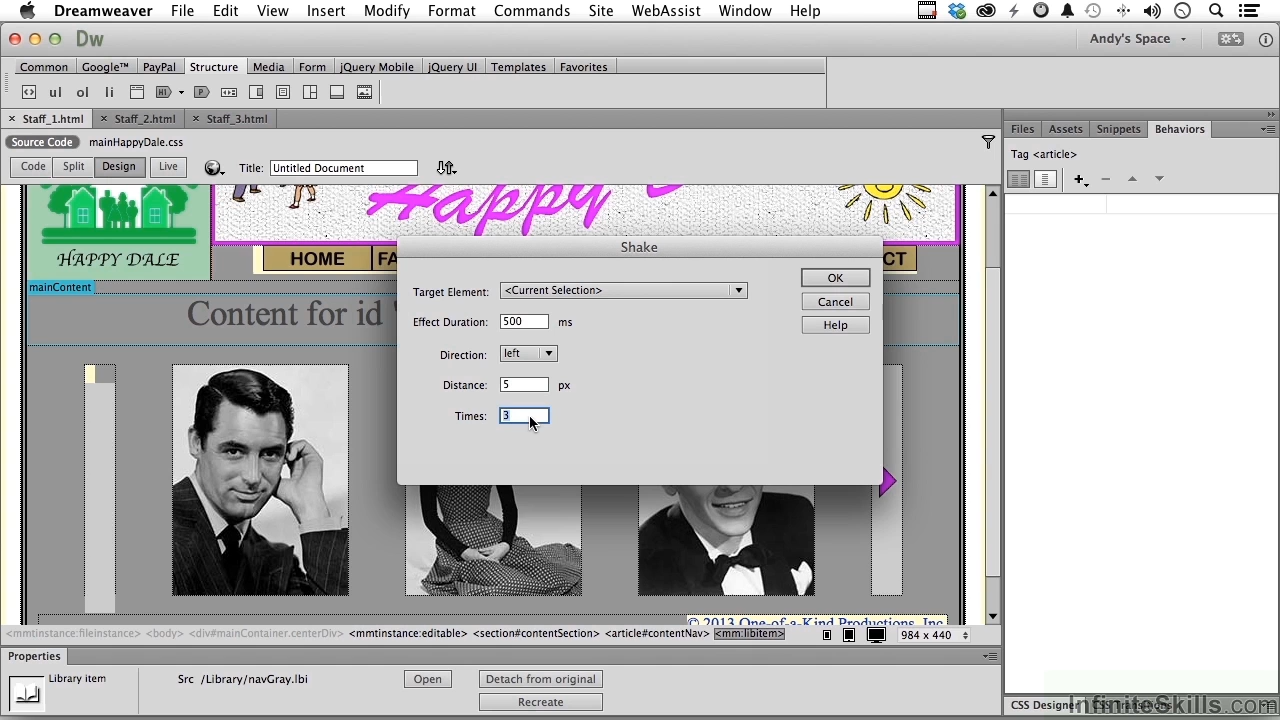 Dreamweaver File Edit View Insert Modify Format Commands Site WebAssist Window Help
Dw Andy's Space
Common Google™ PayPal Structure Media Form jQuery Mobile jQuery UI Templates Favorites
ul ol li H1 P
× Staff_1.html × Staff_2.html × Staff_3.html
Source Code mainHappyDale.css
Code Split Design Live Title: Untitled Document
Files Assets Snippets Behaviors
Tag <article>
Happy
HAPPY DALE
HOME FA CT
mainContent
Content for id "
Shake
Target Element: <Current Selection>
Effect Duration: 500 ms
Direction: left
Distance: 5 px
Times: 3
OK
Cancel
Help
© 2013 One-of-a-Kind Productions, Inc
<mmtinstance:fileinstance> <body> <div#mainContainer.centerDiv> <mmtinstance:editable> <section#contentSection> <article#contentNav> <mm:libitem> 984 x 440
Properties
Library item Src /Library/navGray.lbi Open Detach from original
Recreate
CSS Designer CSS Transitions
InfiniteSkills.com